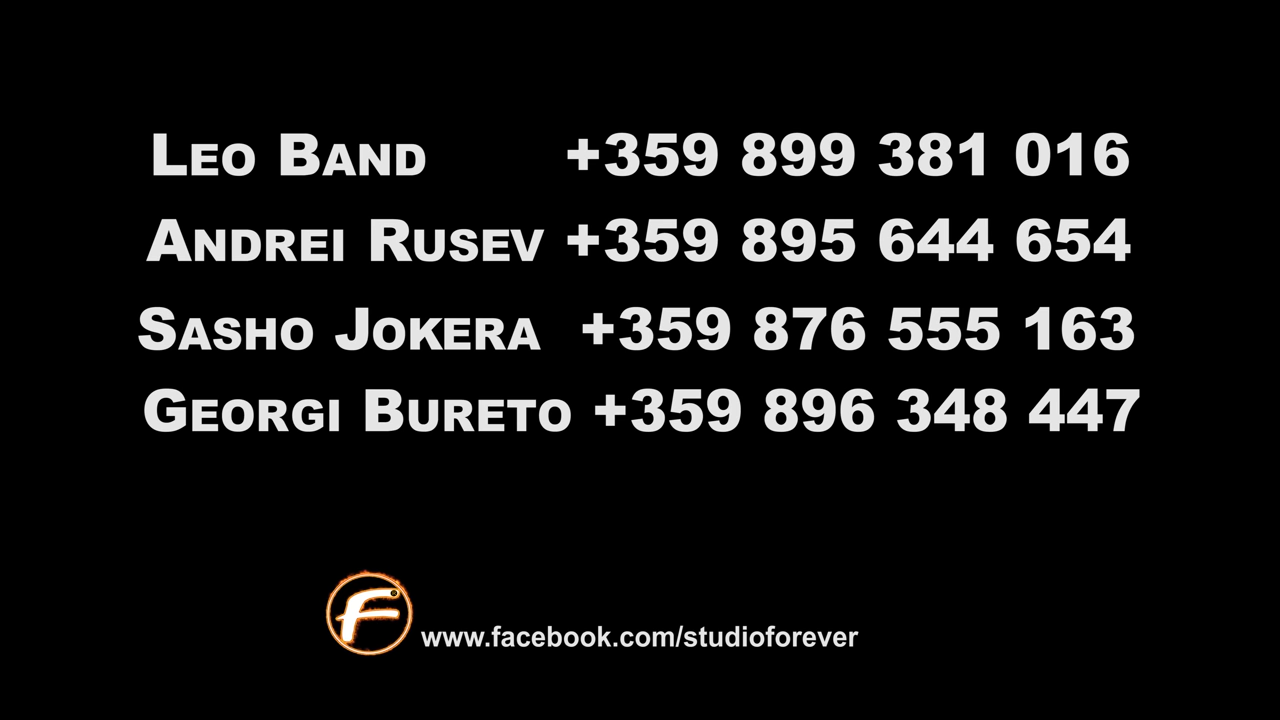 Leo Band +359 899 381 016
Andrei Rusev +359 895 644 654
Sasho Jokera +359 876 555 163
Georgi Bureto +359 896 348 447
F www.facebook.com/studioforever